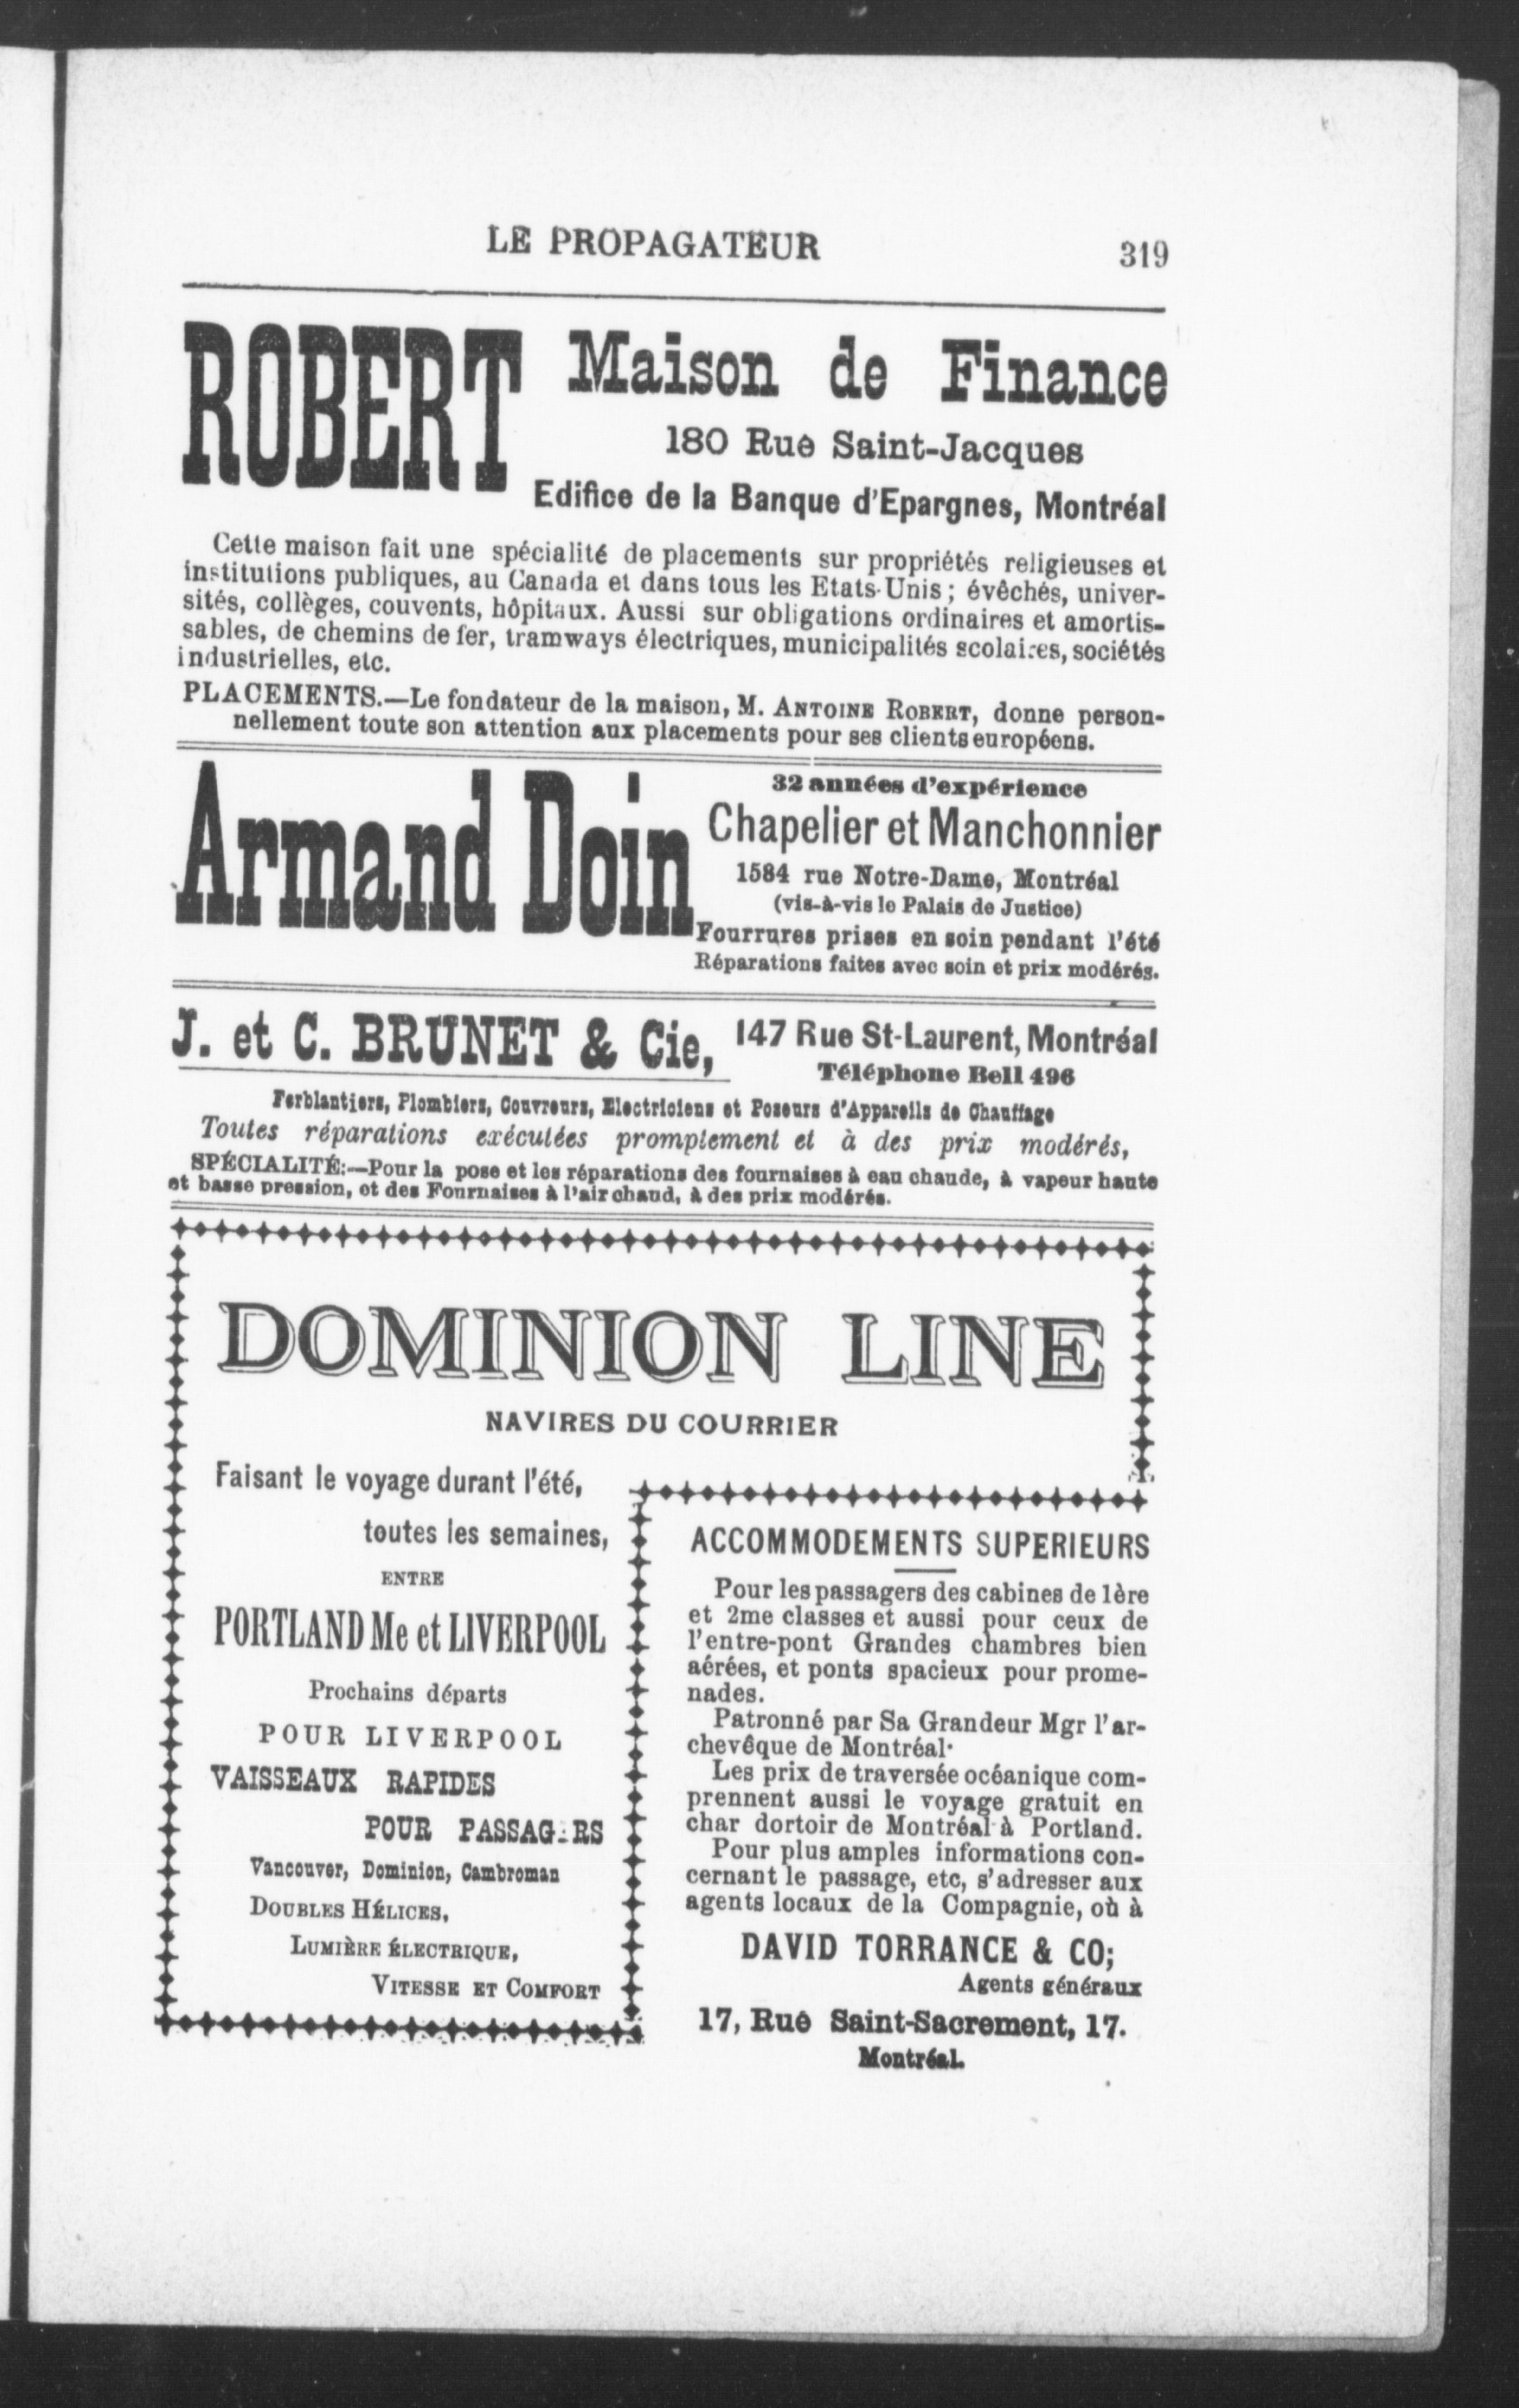 LE PROPAGATEUR
319
ROBERT
Maison de Finance
180 Rue Saint-Jacques
Edifice de la Banque d'Epargnes, Montréal
Cette maison fait une spécialité de placements sur propriétés religieuses et
institutions publiques, au Canada et dans tous les Etats-Unis ; évêchés, univer-
sités, collèges, couvents, hôpitaux. Aussi sur obligations ordinaires et amortis-
sables, de chemins de fer, tramways électriques, municipalités scolaires, sociétés
industrielles, etc.
PLACEMENTS.—Le fondateur de la maison, M. ANTOINE ROBERT, donne person-
nellement toute son attention aux placements pour ses clients européens.
Armand Doin
32 années d'expérience
Chapelier et Manchonnier
1584 rue Notre-Dame, Montréal
(vis-à-vis le Palais de Justice)
Fourrures prises en soin pendant l'été
Réparations faites avec soin et prix modérés.
J. et C. BRUNET & Cie,
147 Rue St-Laurent, Montréal
Téléphone Bell 496
Ferblantiers, Plombiers, Couvreurs, Electriciens et Poseurs d'Appareils de Chauffage
Toutes réparations exécutées promptement et à des prix modérés,
SPÉCIALITÉ:—Pour la pose et les réparations des fournaises à eau chaude, à vapeur haute
et basse pression, et des Fournaises à l'air chaud, à des prix modérés.
DOMINION LINE
NAVIRES DU COURRIER
Faisant le voyage durant l'été,
toutes les semaines,
ENTRE
PORTLAND Me et LIVERPOOL
Prochains départs
POUR LIVERPOOL
VAISSEAUX RAPIDES
POUR PASSAGERS
Vancouver, Dominion, Cambroman
DOUBLES HÉLICES,
LUMIÈRE ÉLECTRIQUE,
VITESSE ET COMFORT
ACCOMMODEMENTS SUPERIEURS
Pour les passagers des cabines de 1ère
et 2me classes et aussi pour ceux de
l'entre-pont Grandes chambres bien
aérées, et ponts spacieux pour prome-
nades.
Patronné par Sa Grandeur Mgr l'ar-
chevêque de Montréal·
Les prix de traversée océanique com-
prennent aussi le voyage gratuit en
char dortoir de Montréal à Portland.
Pour plus amples informations con-
cernant le passage, etc, s'adresser aux
agents locaux de la Compagnie, où à
DAVID TORRANCE & CO;
Agents généraux
17, Rue Saint-Sacrement, 17.
Montréal.